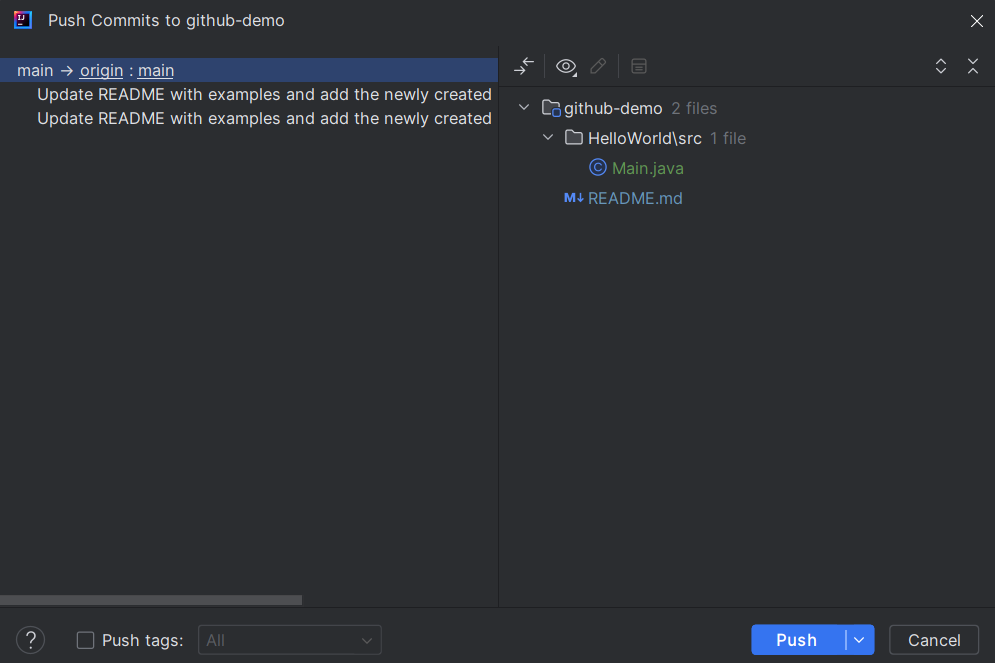 Push Commits to github-demo
main → origin : main
Update README with examples and add the newly created
Update README with examples and add the newly created
github-demo 2 files
HelloWorld\src 1 file
Main.java
README.md
? Push tags: All Push Cancel